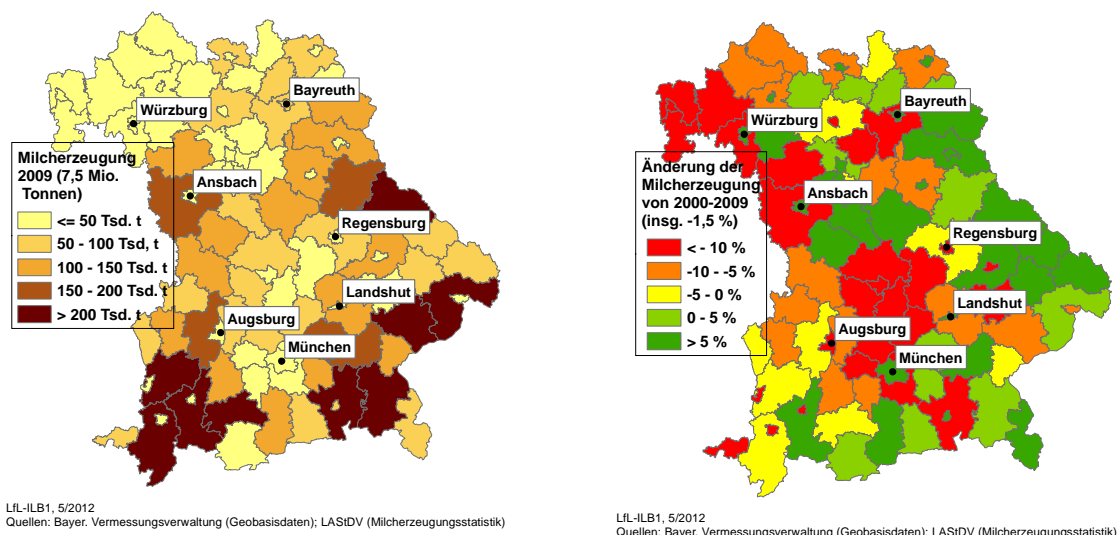 Bayreuth
Würzburg
Milcherzeugung
2009 (7,5 Mio.
Tonnen)
Ansbach
<= 50 Tsd. t
50 - 100 Tsd, t
100 - 150 Tsd. t
150 - 200 Tsd. t
> 200 Tsd. t
Regensburg
Landshut
Augsburg
München
LfL-ILB1, 5/2012
Quellen: Bayer. Vermessungsverwaltung (Geobasisdaten); LAStDV (Milcherzeugungsstatistik)
Bayreuth
Würzburg
Änderung der
Milcherzeugung
von 2000-2009
(insg. -1,5 %)
Ansbach
< - 10 %
-10 - -5 %
-5 - 0 %
0 - 5 %
> 5 %
Regensburg
Landshut
Augsburg
München
LfL-ILB1, 5/2012
Quellen: Bayer. Vermessungsverwaltung (Geobasisdaten); LAStDV (Milcherzeugungsstatistik)